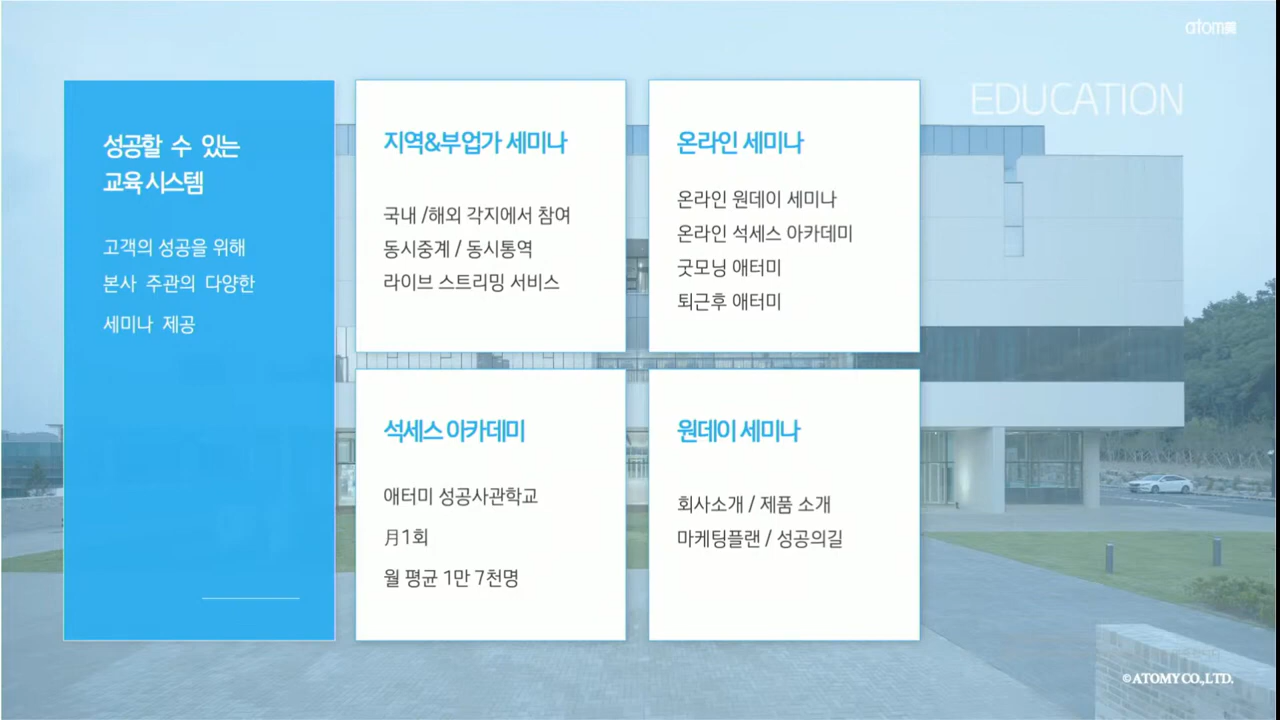 atom美
EDUCATION
성공할 수 있는
교육 시스템
고객의 성공을 위해
본사 주관의 다양한
세미나 제공
지역&부업가 세미나
국내 /해외 각지에서 참여
동시중계 / 동시통역
라이브 스트리밍 서비스
온라인 세미나
온라인 원데이 세미나
온라인 석세스 아카데미
굿모닝 애터미
퇴근후 애터미
석세스 아카데미
애터미 성공사관학교
月1회
월 평균 1만 7천명
원데이 세미나
회사소개 / 제품 소개
마케팅플랜 / 성공의길
©ATOMY CO.,LTD.